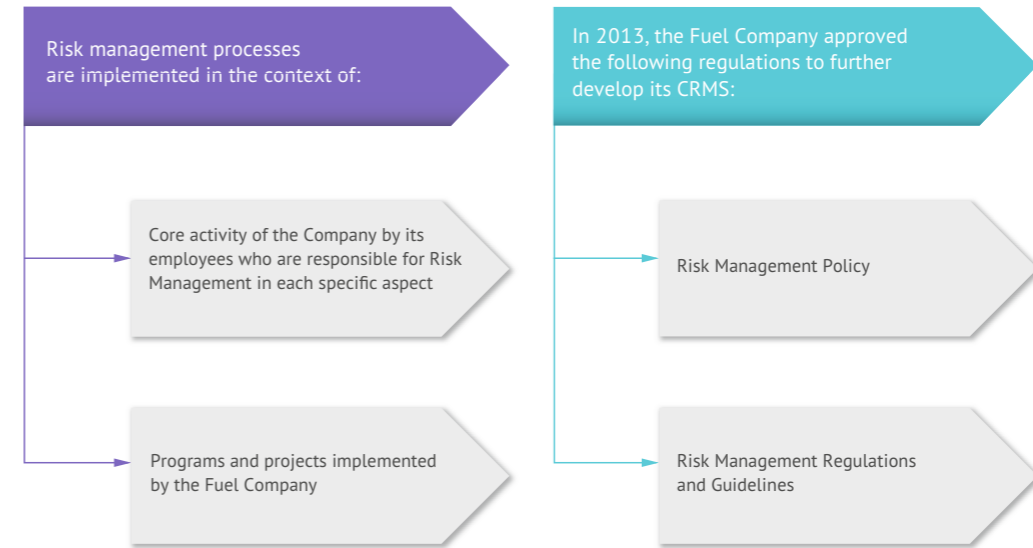 Risk management processes
are implemented in the context of:
Core activity of the Company by its
employees who are responsible for Risk
Management in each specific aspect
Programs and projects implemented
by the Fuel Company
In 2013, the Fuel Company approved
the following regulations to further
develop its CRMS:
Risk Management Policy
Risk Management Regulations
and Guidelines